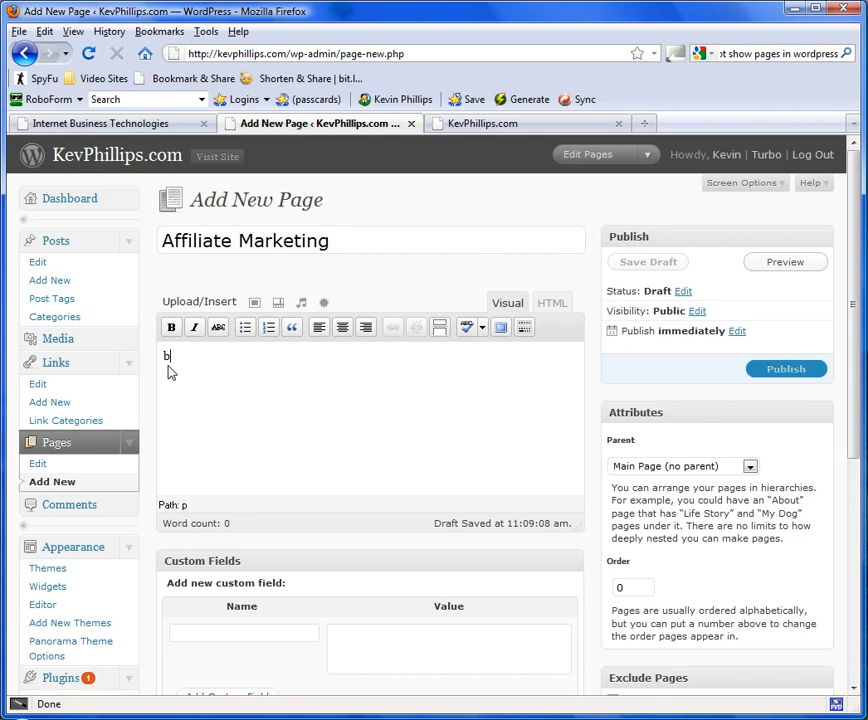 Add New Page ‹ KevPhillips.com — WordPress - Mozilla Firefox
File Edit View History Bookmarks Tools Help
http://kevphillips.com/wp-admin/page-new.php
t show pages in wordpress
SpyFu Video Sites Bookmark & Share Shorten & Share | bit.l...
RoboForm Search Logins (passcards) Kevin Phillips Save Generate Sync
Internet Business Technologies Add New Page ‹ KevPhillips.com ... KevPhillips.com
KevPhillips.com Visit Site Edit Pages Howdy, Kevin | Turbo | Log Out
Screen Options Help
Dashboard
Posts
Edit
Add New
Post Tags
Categories
Media
Links
Edit
Add New
Link Categories
Pages
Edit
Add New
Comments
Appearance
Themes
Widgets
Editor
Add New Themes
Panorama Theme
Options
Plugins 1
Add New Page
Affiliate Marketing
Upload/Insert Visual HTML
B I ABC ABC
b
Path: p
Word count: 0 Draft Saved at 11:09:08 am.
Custom Fields
Add new custom field:
Name Value
Add Custom Field
Publish
Save Draft Preview
Status: Draft Edit
Visibility: Public Edit
Publish immediately Edit
Publish
Attributes
Parent
Main Page (no parent)
You can arrange your pages in hierarchies.
For example, you could have an “About”
page that has “Life Story” and “My Dog”
pages under it. There are no limits to how
deeply nested you can make pages.
Order
0
Pages are usually ordered alphabetically,
but you can put a number above to change
the order pages appear in.
Exclude Pages
Done